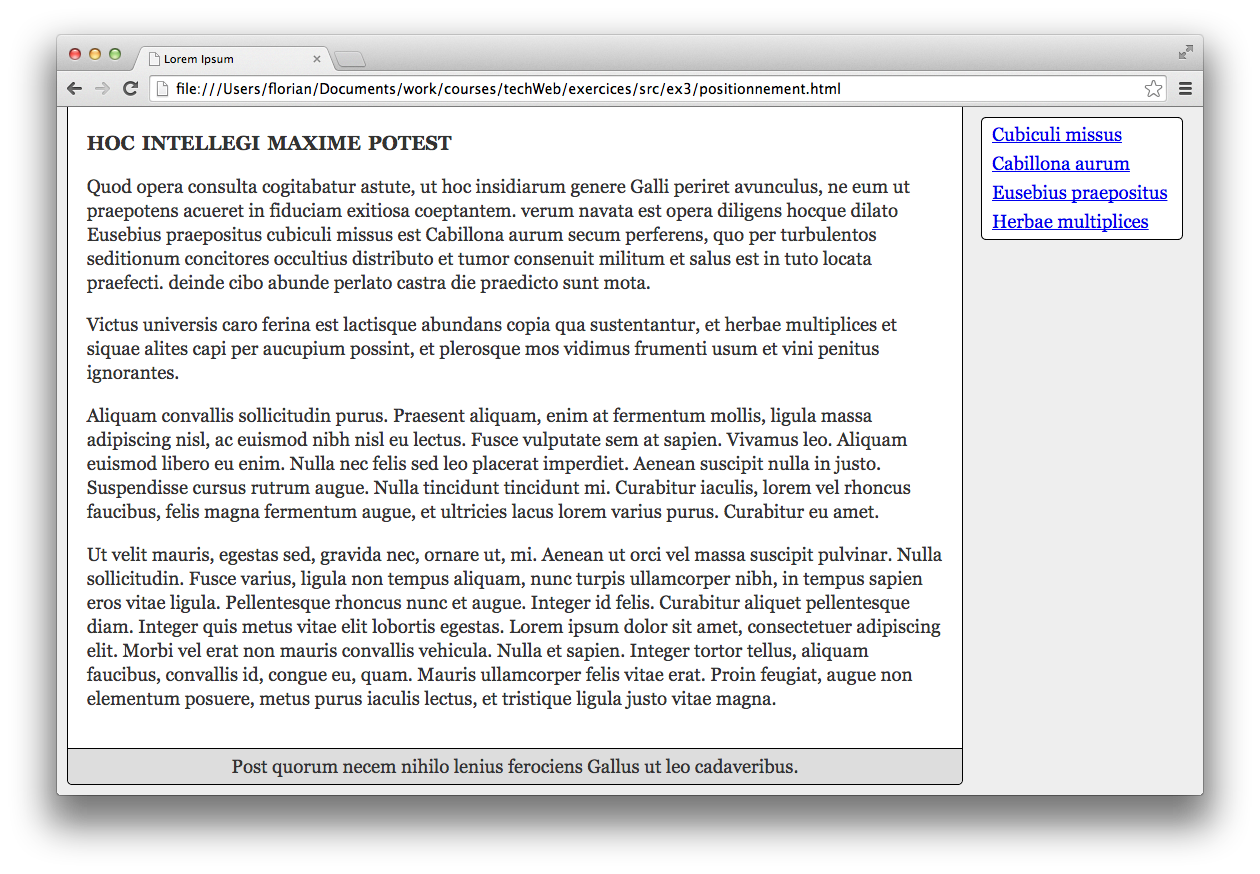 Lorem Ipsum
file:///Users/florian/Documents/work/courses/techWeb/exercices/src/ex3/positionnement.html
HOC INTELLEGI MAXIME POTEST
Quod opera consulta cogitabatur astute, ut hoc insidiarum genere Galli periret avunculus, ne eum ut
praepotens acueret in fiduciam exitiosa coeptantem. verum navata est opera diligens hocque dilato
Eusebius praepositus cubiculi missus est Cabillona aurum secum perferens, quo per turbulentos
seditionum concitores occultius distributo et tumor consenuit militum et salus est in tuto locata
praefecti. deinde cibo abunde perlato castra die praedicto sunt mota.
Victus universis caro ferina est lactisque abundans copia qua sustentantur, et herbae multiplices et
siquae alites capi per aucupium possint, et plerosque mos vidimus frumenti usum et vini penitus
ignorantes.
Aliquam convallis sollicitudin purus. Praesent aliquam, enim at fermentum mollis, ligula massa
adipiscing nisl, ac euismod nibh nisl eu lectus. Fusce vulputate sem at sapien. Vivamus leo. Aliquam
euismod libero eu enim. Nulla nec felis sed leo placerat imperdiet. Aenean suscipit nulla in justo.
Suspendisse cursus rutrum augue. Nulla tincidunt tincidunt mi. Curabitur iaculis, lorem vel rhoncus
faucibus, felis magna fermentum augue, et ultricies lacus lorem varius purus. Curabitur eu amet.
Ut velit mauris, egestas sed, gravida nec, ornare ut, mi. Aenean ut orci vel massa suscipit pulvinar. Nulla
sollicitudin. Fusce varius, ligula non tempus aliquam, nunc turpis ullamcorper nibh, in tempus sapien
eros vitae ligula. Pellentesque rhoncus nunc et augue. Integer id felis. Curabitur aliquet pellentesque
diam. Integer quis metus vitae elit lobortis egestas. Lorem ipsum dolor sit amet, consectetuer adipiscing
elit. Morbi vel erat non mauris convallis vehicula. Nulla et sapien. Integer tortor tellus, aliquam
faucibus, convallis id, congue eu, quam. Mauris ullamcorper felis vitae erat. Proin feugiat, augue non
elementum posuere, metus purus iaculis lectus, et tristique ligula justo vitae magna.
Post quorum necem nihilo lenius ferociens Gallus ut leo cadaveribus.
Cubiculi missus
Cabillona aurum
Eusebius praepositus
Herbae multiplices